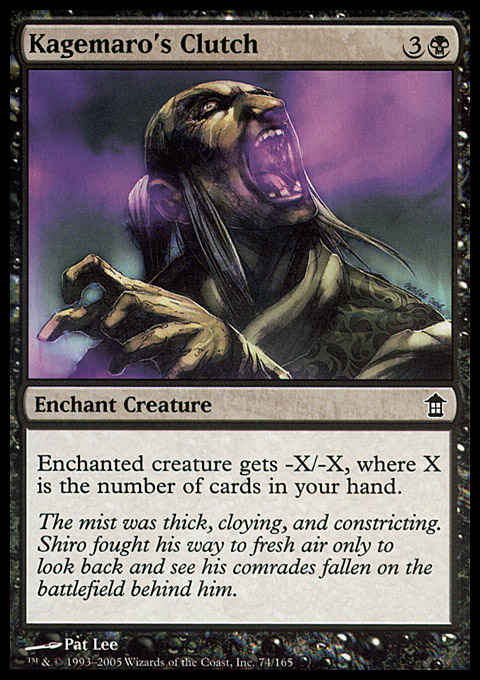 Kagemaro's Clutch 3
Enchant Creature
Enchanted creature gets -X/-X, where X
is the number of cards in your hand.
The mist was thick, cloying, and constricting.
Shiro fought his way to fresh air only to
look back and see his comrades fallen on the
battlefield behind him.
Pat Lee
™ & © 1993–2005 Wizards of the Coast, Inc. 74/165